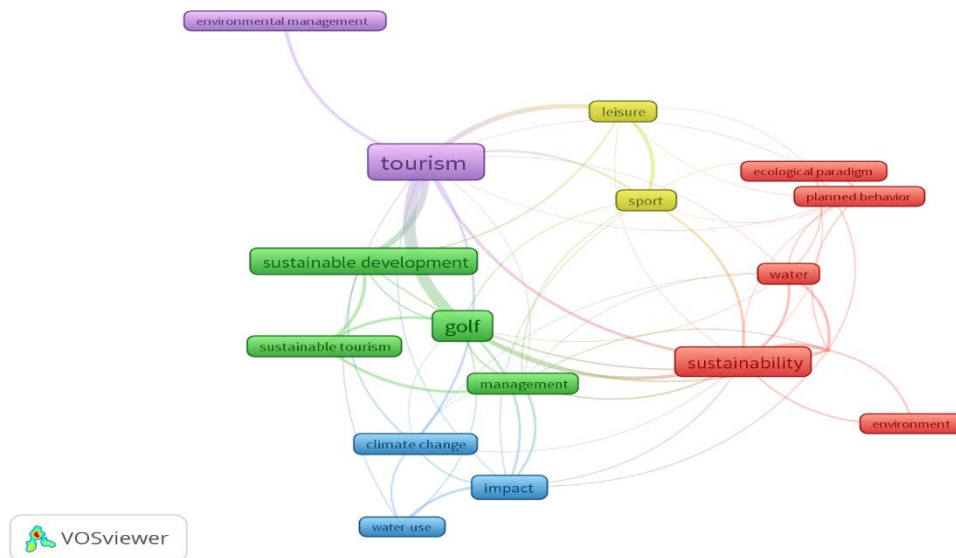 environmental management
leisure
tourism
ecological paradigm
planned behavior
sport
sustainable development
water
golf
sustainable tourism
sustainability
management
environment
climate change
impact
water-use
VOSviewer